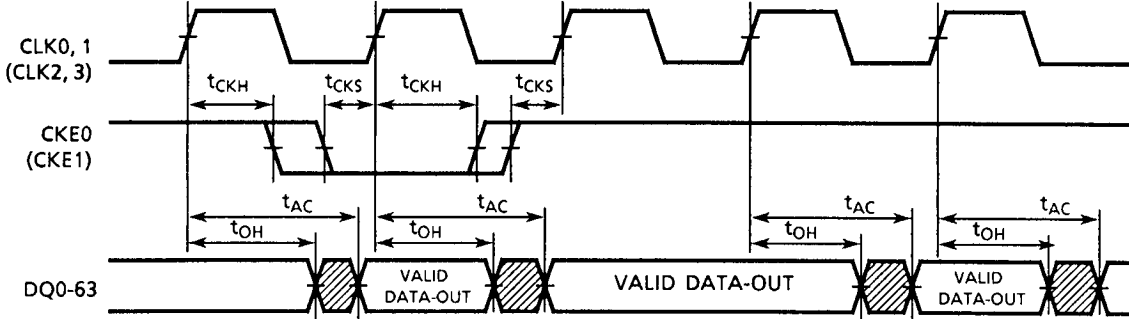 CLK0, 1
(CLK2, 3)
tCKH
tCKS
tCKH
tCKS
CKE0
(CKE1)
tAC
tAC
tAC
tAC
tOH
tOH
tOH
tOH
DQ0-63
VALID
DATA-OUT
VALID DATA-OUT
VALID
DATA-OUT